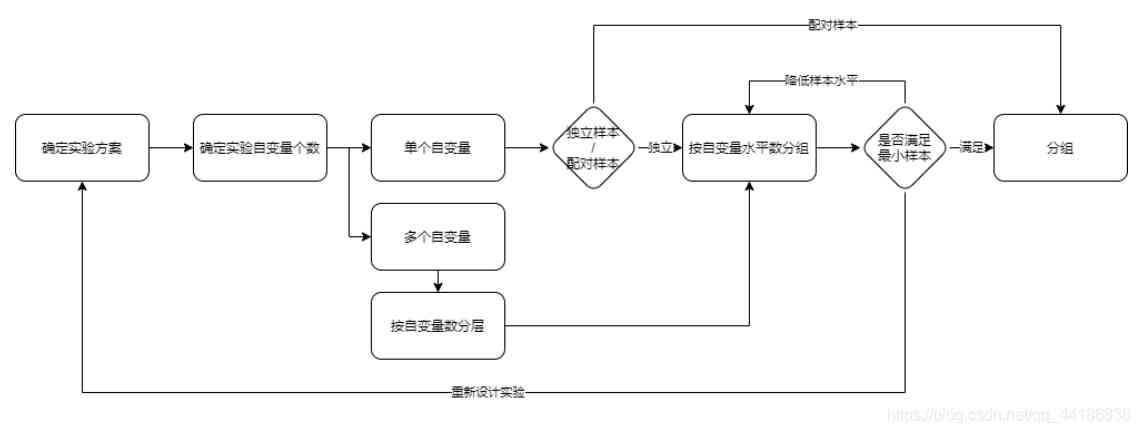 配对样本
降低样本水平
确定实验方案
确定实验自变量个数
单个自变量
独立样本
/
配对样本
独立
按自变量水平数分组
是否满足
最小样本
满足
分组
多个自变量
按自变量数分层
重新设计实验
https://blog.csdn.net/qq_44186838